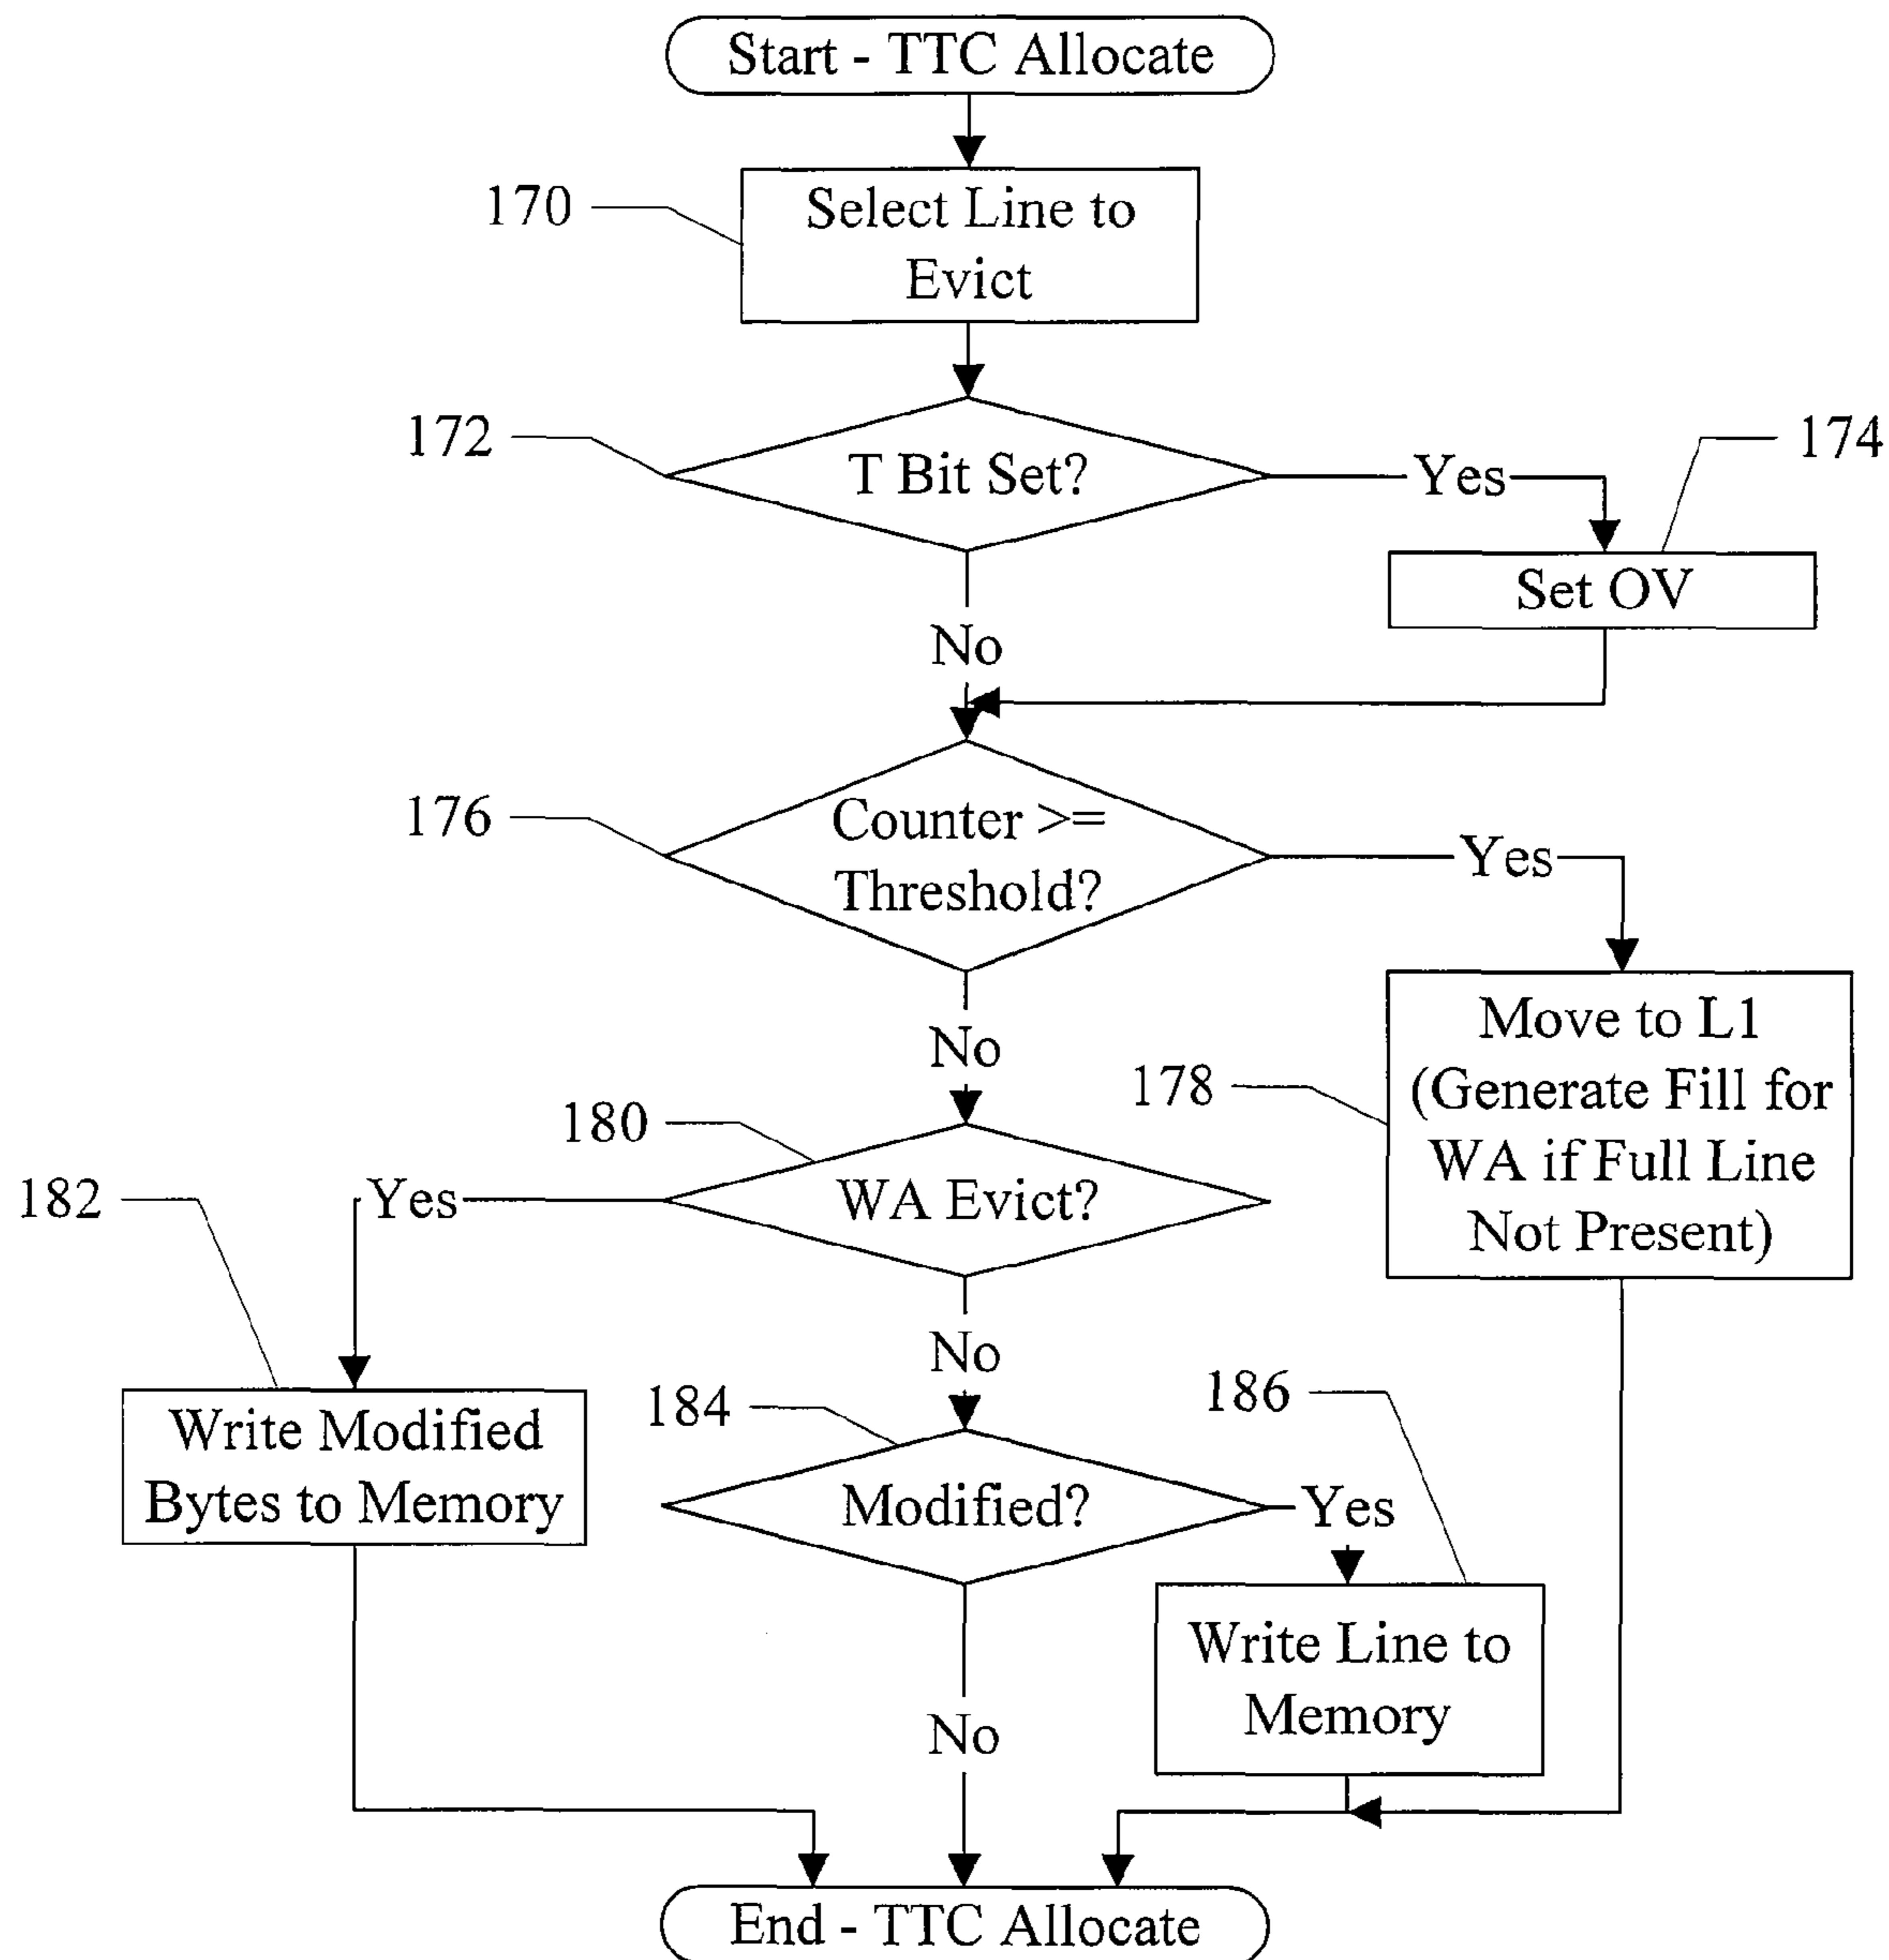 Start - TTC Allocate
170
Select Line to
Evict
172
T Bit Set?
Yes
174
Set OV
No
176
Counter >=
Threshold?
Yes
No
178
Move to L1
(Generate Fill for
WA if Full Line
Not Present)
180
WA Evict?
182
Yes
No
Write Modified
Bytes to Memory
184
Modified?
186
Yes
Write Line to
Memory
No
End - TTC Allocate